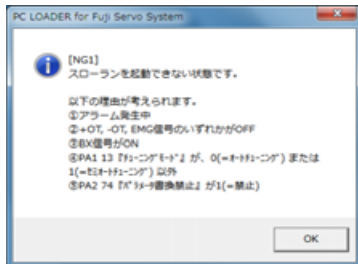 PC LOADER for Fuji Servo System
[NG1]
スローランを起動できない状態です。
以下の理由が考えられます。
①アラーム発生中
②+OT, -OT, EMG信号のいずれかがOFF
③BX信号がON
④PA1 13 『ﾁｭｰﾆﾝｸﾞﾓｰﾄﾞ』 が、0(=ｵｰﾄﾁｭｰﾆﾝｸﾞ) または
1(=ｾﾐｵｰﾄﾁｭｰﾆﾝｸﾞ) 以外
⑤PA2 74 『ﾊﾟﾗﾒｰﾀ書換禁止』 が1(=禁止)
OK